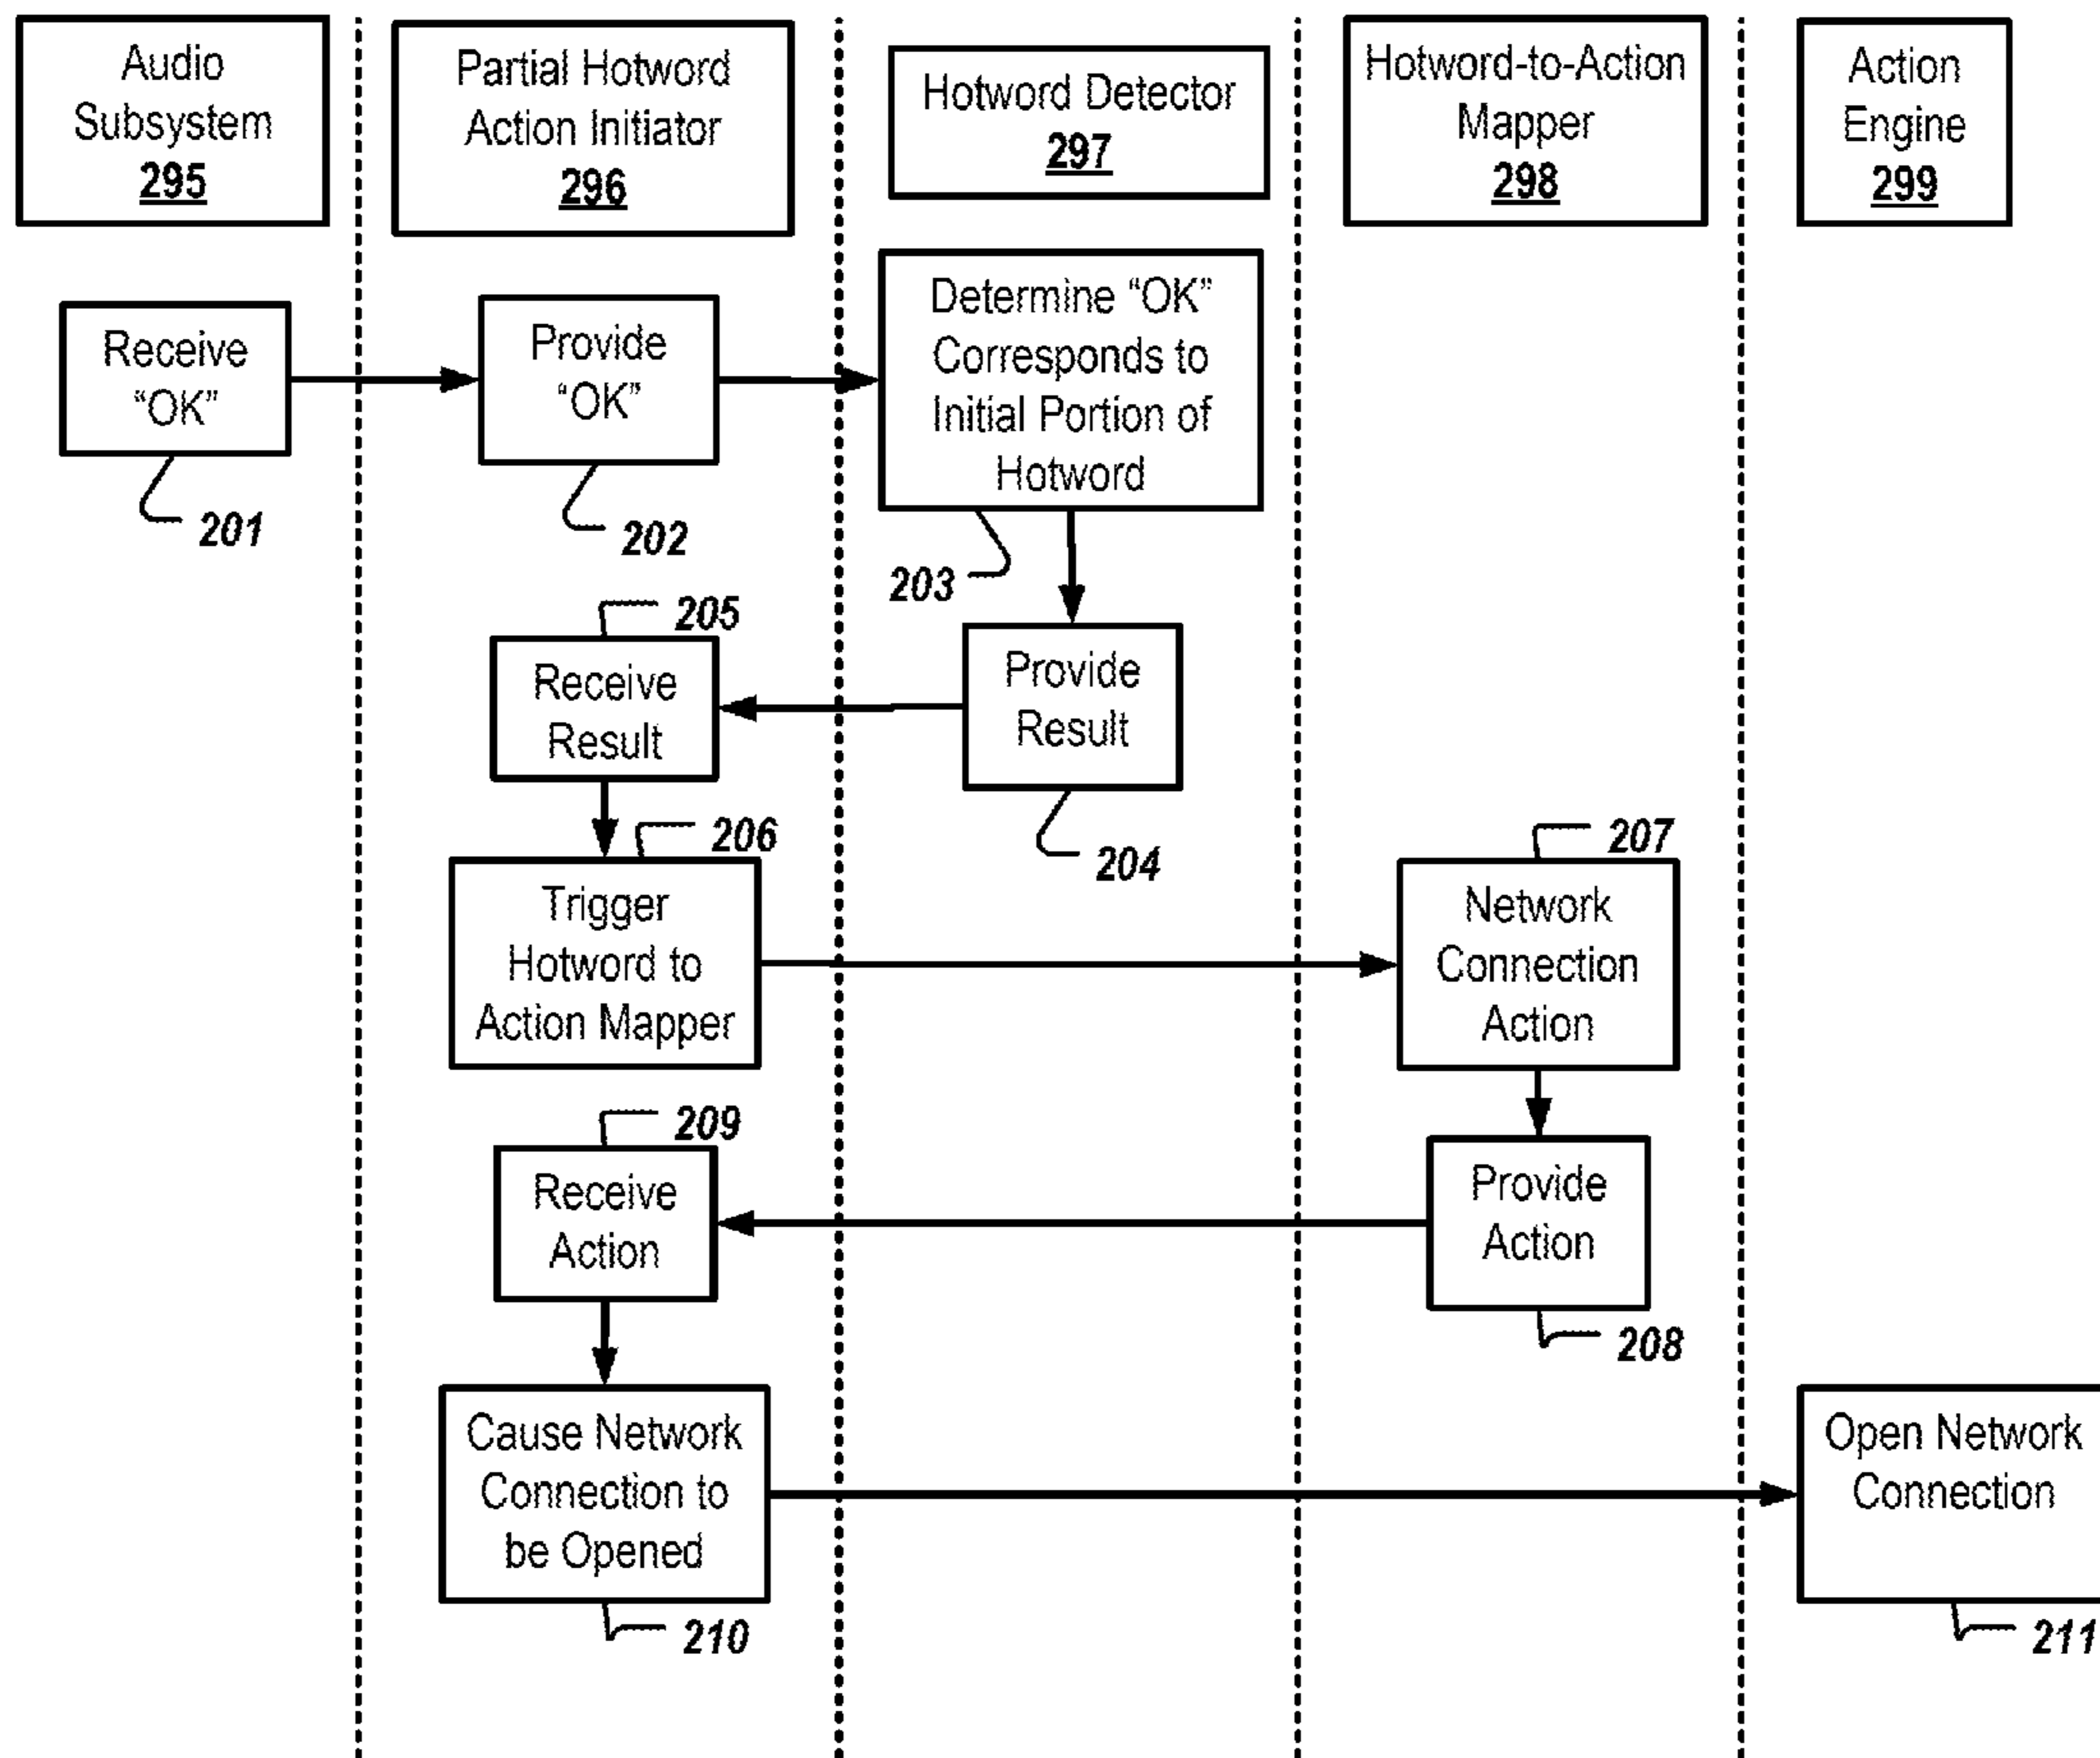 Audio
Subsystem
295
Partial Hotword
Action Initiator
296
Hotword Detector
297
Hotword-to-Action
Mapper
298
Action
Engine
299
Receive
“OK”
201
Provide
“OK”
202
Determine “OK”
Corresponds to
Initial Portion of
Hotword
203
Provide
Result
204
205
Receive
Result
206
Trigger
Hotword to
Action Mapper
207
Network
Connection
Action
Provide
Action
208
209
Receive
Action
Cause Network
Connection to
be Opened
210
Open Network
Connection
211